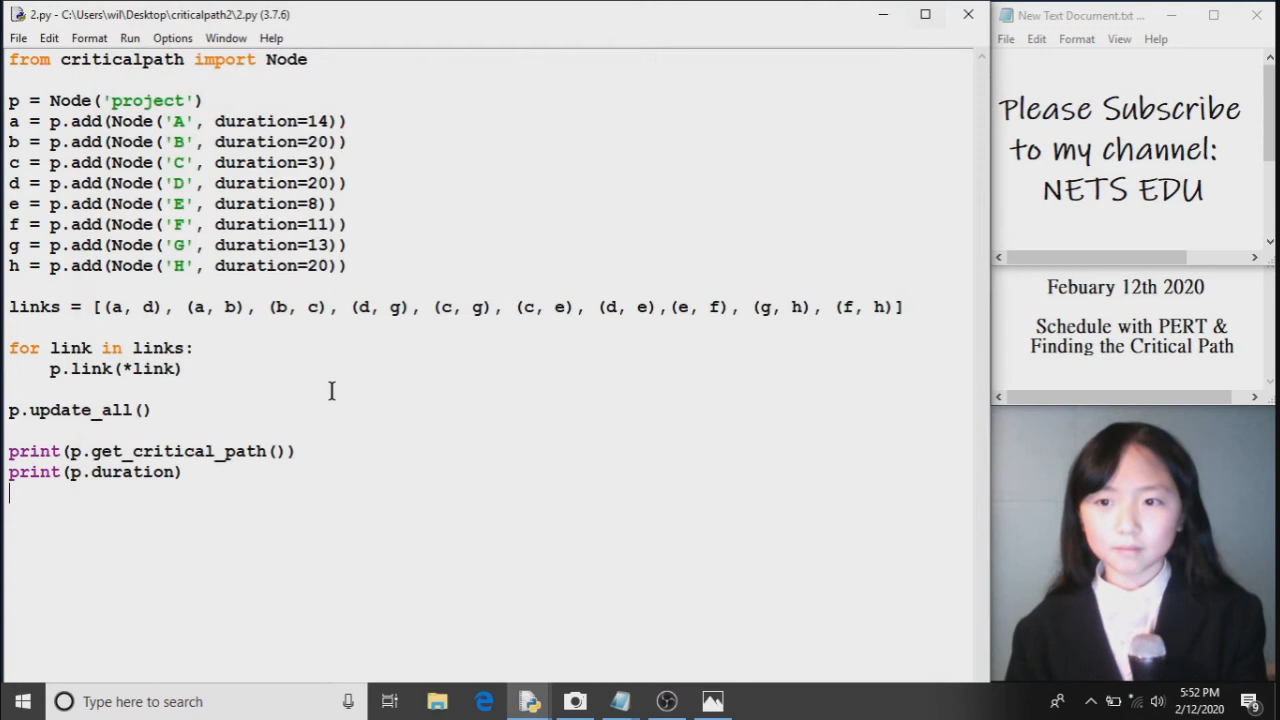 2.py - C:\Users\wil\Desktop\criticalpath2\2.py (3.7.6)
File Edit Format Run Options Window Help
from criticalpath import Node
p = Node('project')
a = p.add(Node('A', duration=14))
b = p.add(Node('B', duration=20))
c = p.add(Node('C', duration=3))
d = p.add(Node('D', duration=20))
e = p.add(Node('E', duration=8))
f = p.add(Node('F', duration=11))
g = p.add(Node('G', duration=13))
h = p.add(Node('H', duration=20))
links = [(a, d), (a, b), (b, c), (d, g), (c, g), (c, e), (d, e),(e, f), (g, h), (f, h)]
for link in links:
    p.link(*link)
p.update_all()
print(p.get_critical_path())
print(p.duration)
New Text Document.txt ...
File Edit Format View Help
Please Subscribe
to my channel:
NETS EDU
Febuary 12th 2020
Schedule with PERT &
Finding the Critical Path
Type here to search
5:52 PM
2/12/2020
9